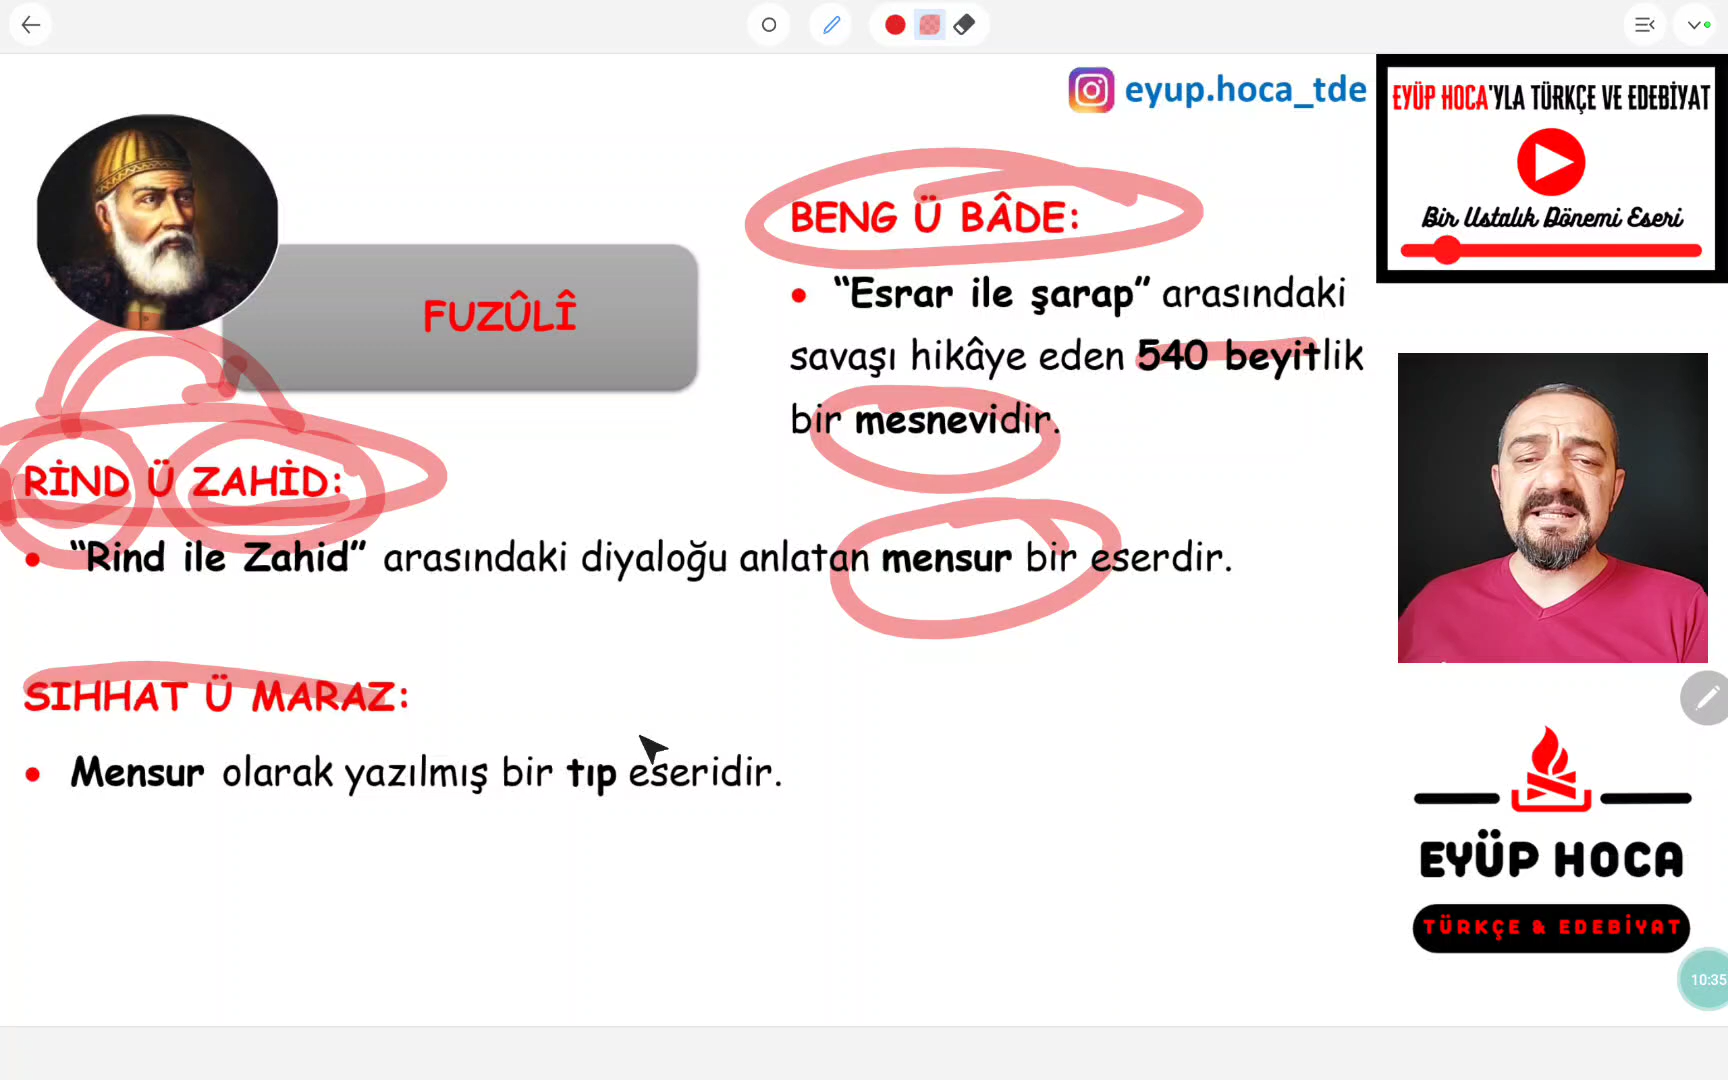 eyup.hoca_tde
EYÜP HOCA'YLA TÜRKÇE VE EDEBİYAT
Bir Ustalık Dönemi Eseri
FUZÛLÎ
BENG Ü BÂDE:
• "Esrar ile şarap" arasındaki
savaşı hikâye eden 540 beyitlik
bir mesnevidir.
RİND Ü ZAHİD:
• "Rind ile Zahid" arasındaki diyaloğu anlatan mensur bir eserdir.
SIHHAT Ü MARAZ:
• Mensur olarak yazılmış bir tıp eseridir.
EYÜP HOCA
TÜRKÇE & EDEBİYAT
10:35